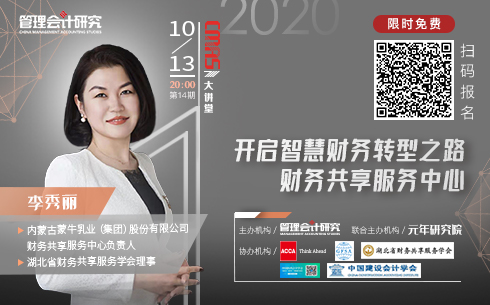 管理会计研究
CHINA MANAGEMENT ACCOUNTING STUDIES
2020
10/13
20:00
第14期
CMAS
大讲堂
限时免费
扫码报名
开启智慧财务转型之路
财务共享服务中心
李秀丽
内蒙古蒙牛乳业(集团)股份有限公司
财务共享服务中心负责人
湖北省财务共享服务学会理事
主办机构/ 管理会计研究 联合主办机构/ 元年研究院
协办机构/ ACCA Think Ahead 湖北省财务共享服务学会
中国建设会计学会